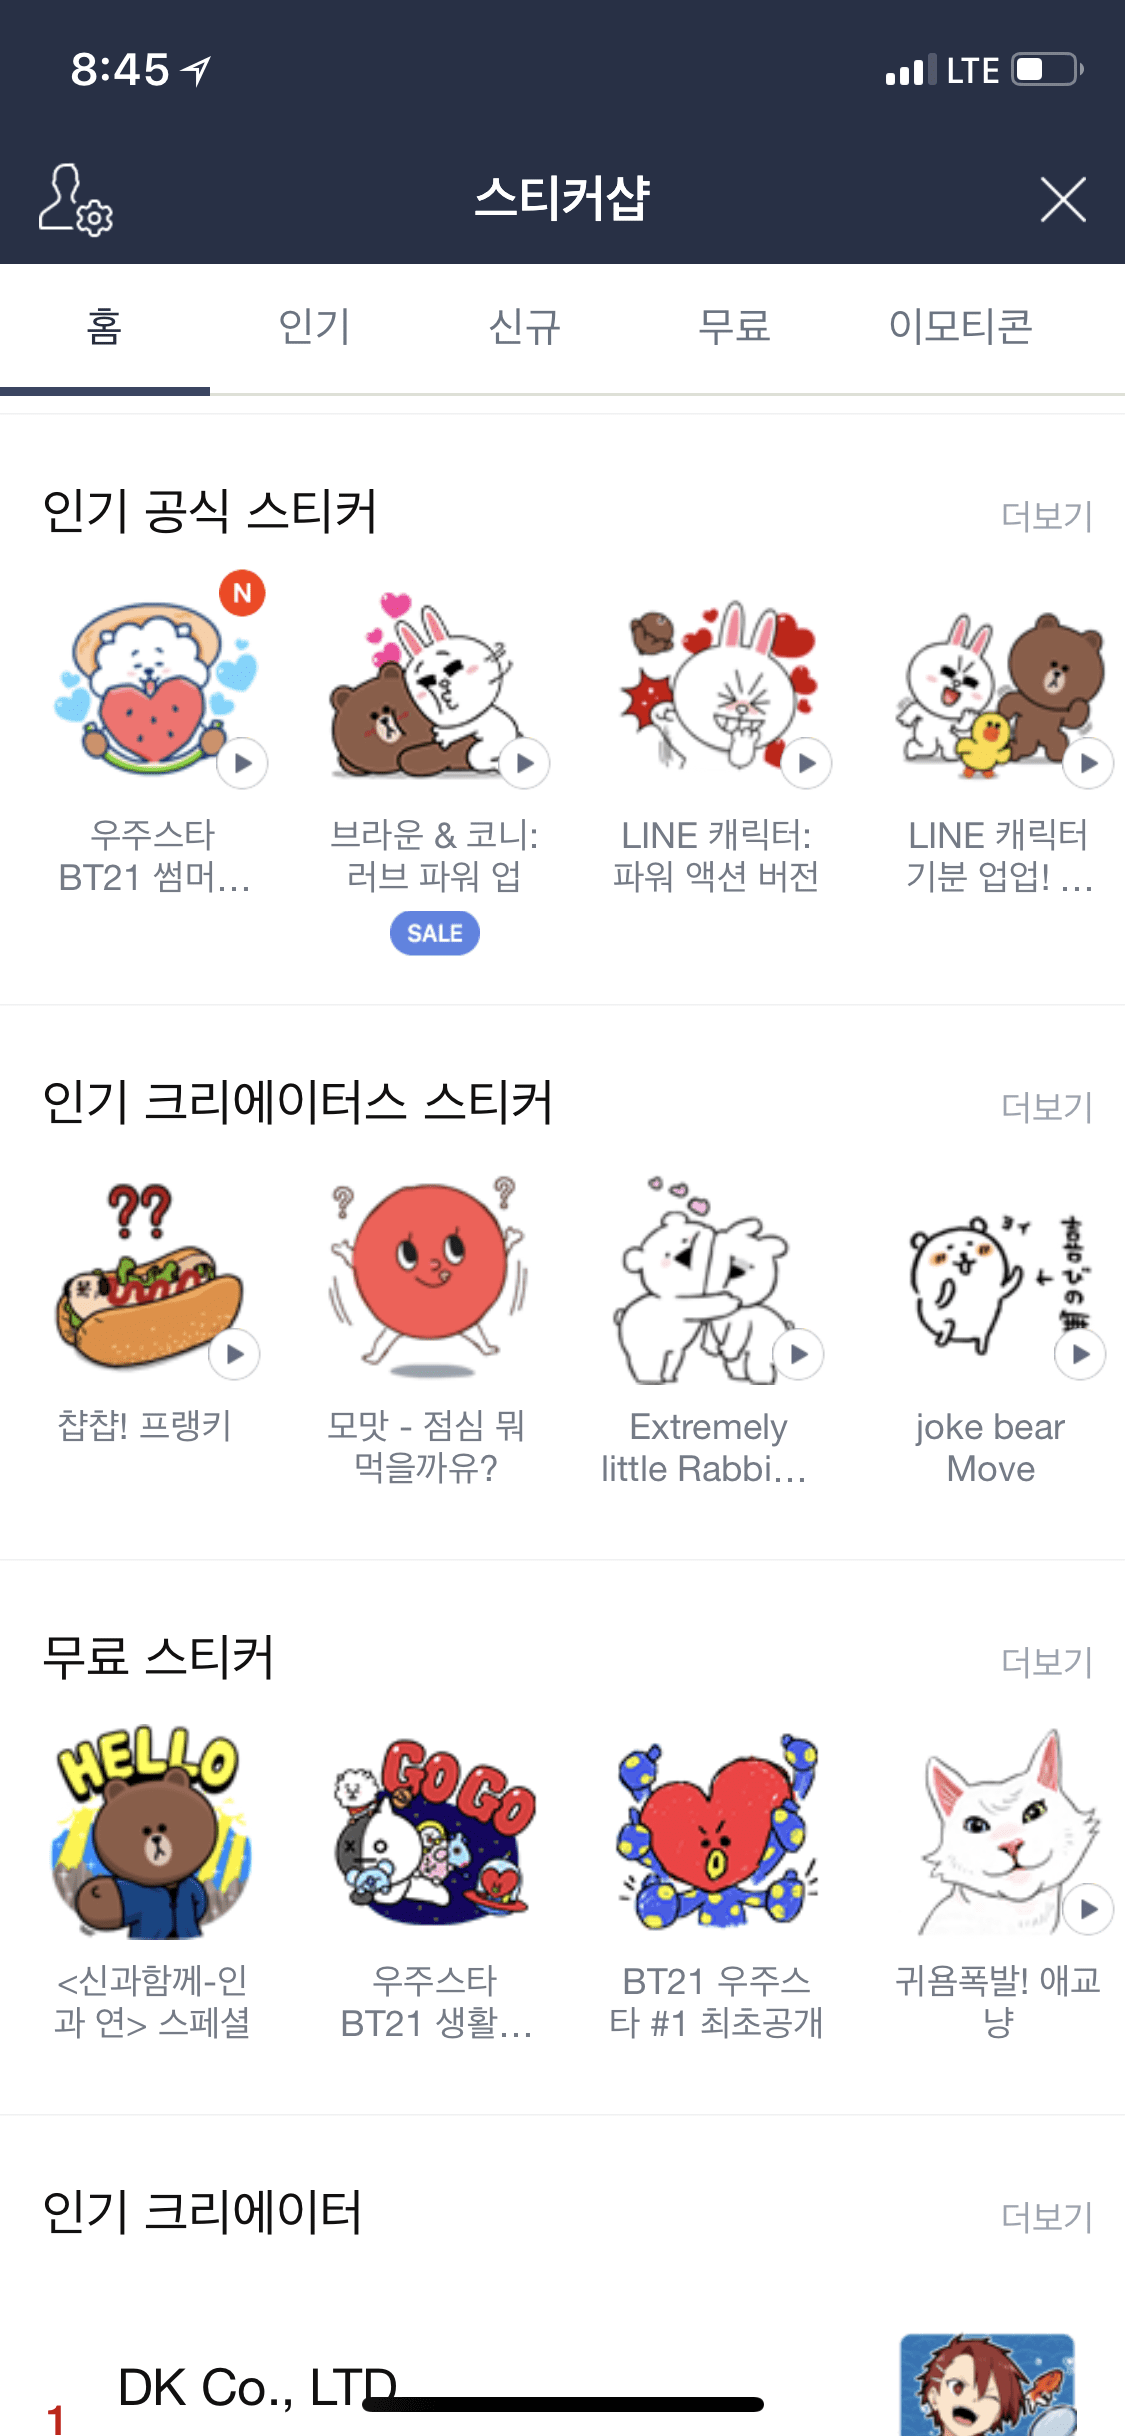 8:45
LTE
스티커샵
홈
인기
신규
무료
이모티콘
인기 공식 스티커
더보기
N
우주스타
BT21 썸머...
브라운 & 코니:
러브 파워 업
SALE
LINE 캐릭터:
파워 액션 버전
LINE 캐릭터
기분 업업! ...
인기 크리에이터스 스티커
더보기
??
?
?
ヨイ
喜びの舞
챱챱! 프랭키
모맛 - 점심 뭐
먹을까유?
Extremely
little Rabbi...
joke bear
Move
무료 스티커
더보기
HELLO
GOGO
<신과함께-인
과 연> 스페셜
우주스타
BT21 생활...
BT21 우주스
타 #1 최초공개
귀욤폭발! 애교
냥
인기 크리에이터
더보기
1
DK Co., LTD